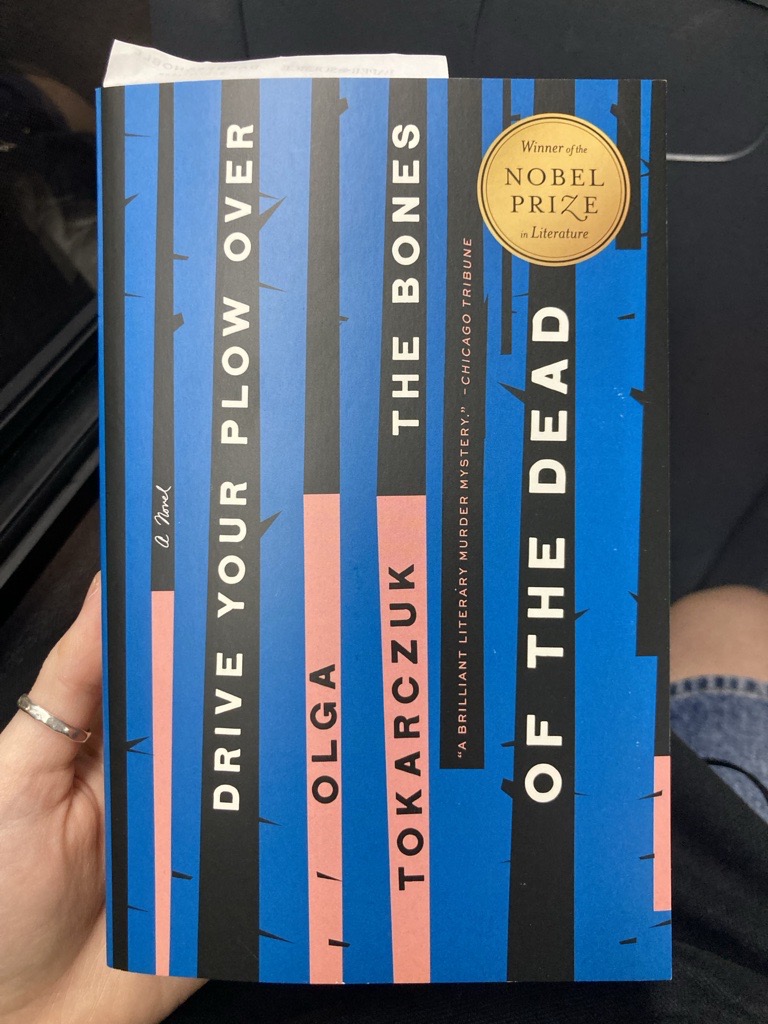 DRIVE YOUR PLOW OVER
THE BONES
OF THE DEAD
A Novel
OLGA
TOKARCZUK
"A BRILLIANT LITERARY MURDER MYSTERY." –CHICAGO TRIBUNE
Winner of the
NOBEL
PRIZE
in Literature